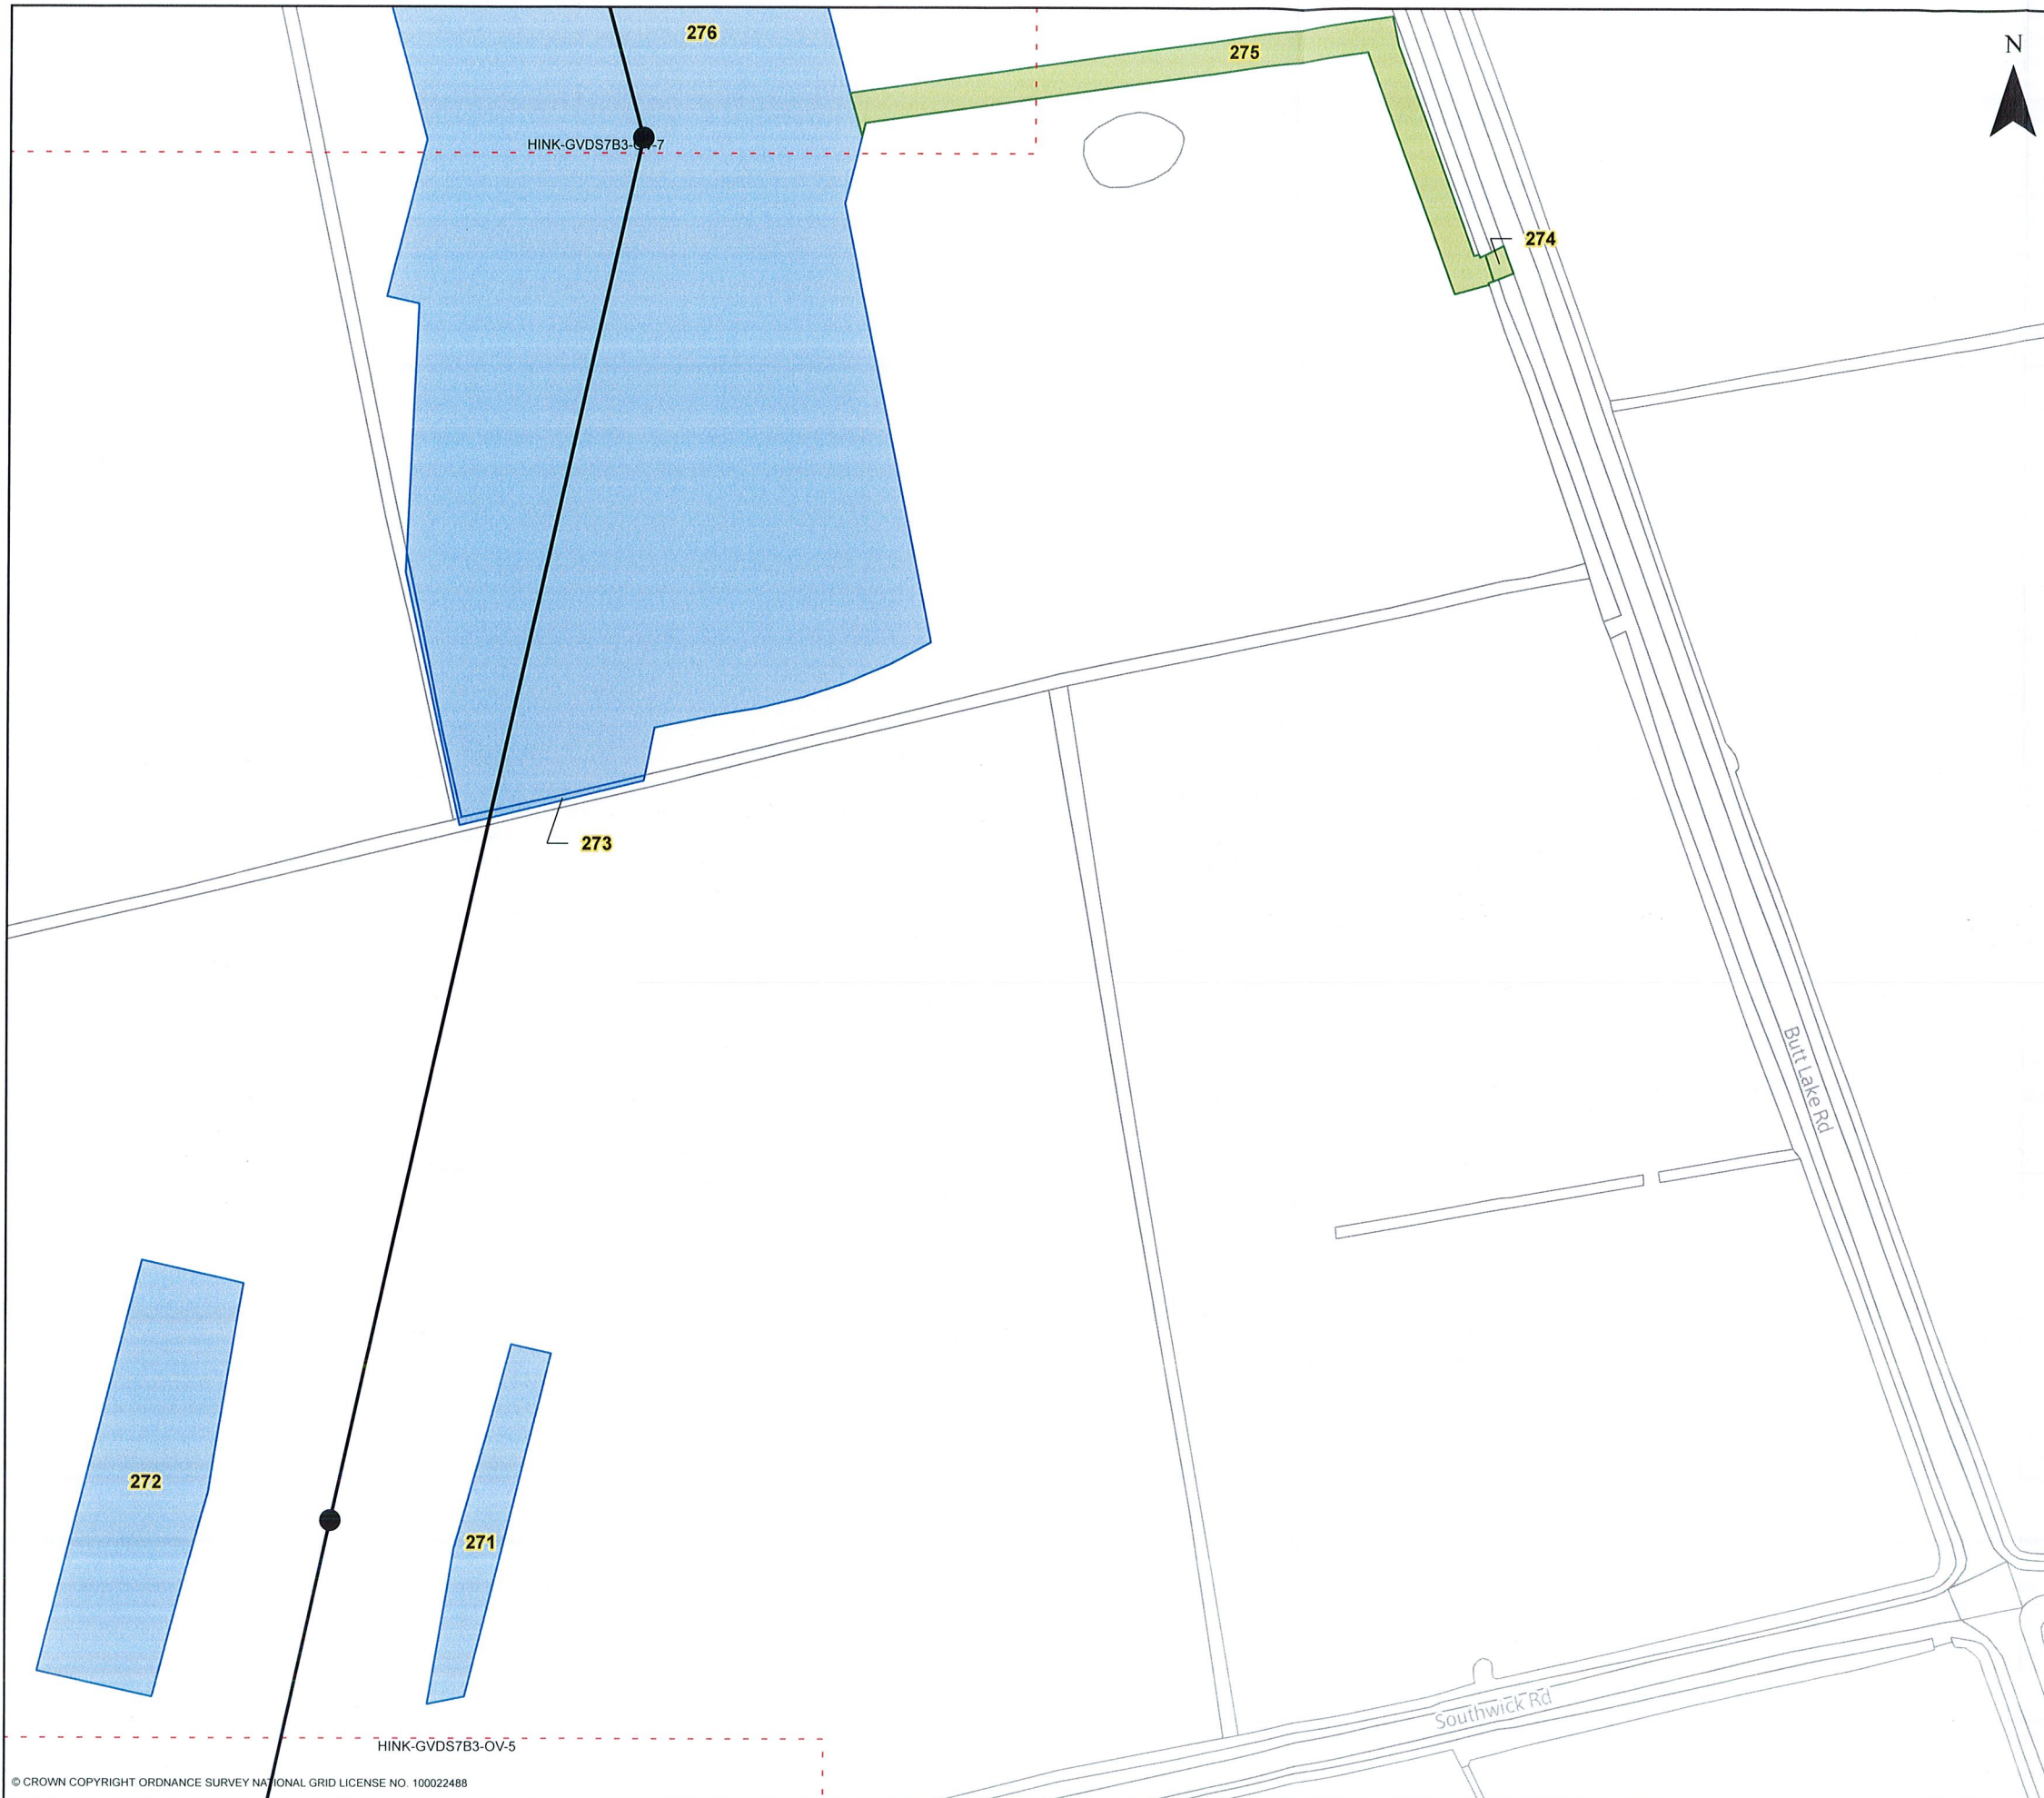 276
275
N
HINK-GVDS7B3-OV-7
274
273
Butt Lake Rd
272
271
Southwick Rd
HINK-GVDS7B3-OV-5
© CROWN COPYRIGHT ORDNANCE SURVEY NATIONAL GRID LICENSE NO. 100022488